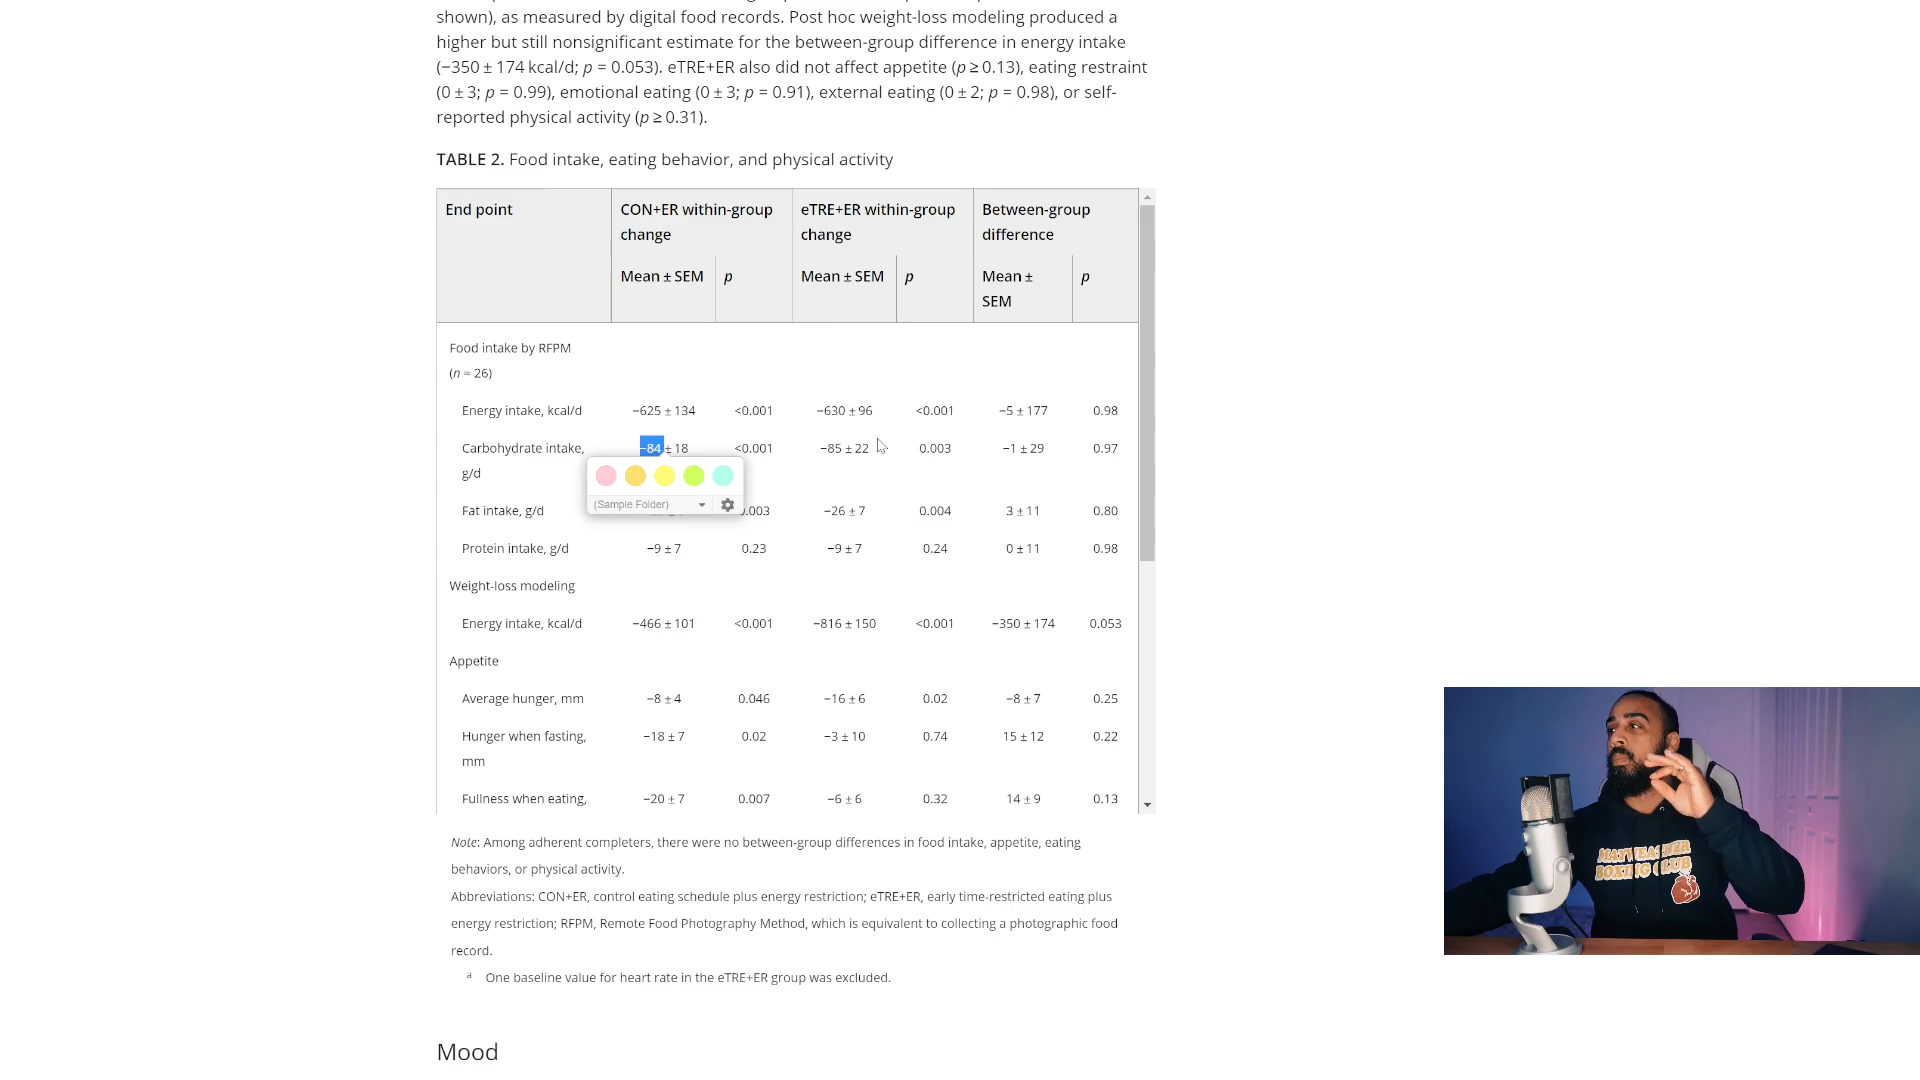 shown), as measured by digital food records. Post hoc weight-loss modeling produced a
higher but still nonsignificant estimate for the between-group difference in energy intake
(−350 ± 174 kcal/d; p = 0.053). eTRE+ER also did not affect appetite (p ≥ 0.13), eating restraint
(0 ± 3; p = 0.99), emotional eating (0 ± 3; p = 0.91), external eating (0 ± 2; p = 0.98), or self-
reported physical activity (p ≥ 0.31).
TABLE 2. Food intake, eating behavior, and physical activity
End point CON+ER within-group change eTRE+ER within-group change Between-group difference
Mean ± SEM p Mean ± SEM p Mean ± SEM p
Food intake by RFPM
(n = 26)
Energy intake, kcal/d −625 ± 134 <0.001 −630 ± 96 <0.001 −5 ± 177 0.98
Carbohydrate intake, −84 ± 18 <0.001 −85 ± 22 0.003 −1 ± 29 0.97
g/d
(Sample Folder)
Fat intake, g/d .003 −26 ± 7 0.004 3 ± 11 0.80
Protein intake, g/d −9 ± 7 0.23 −9 ± 7 0.24 0 ± 11 0.98
Weight-loss modeling
Energy intake, kcal/d −466 ± 101 <0.001 −816 ± 150 <0.001 −350 ± 174 0.053
Appetite
Average hunger, mm −8 ± 4 0.046 −16 ± 6 0.02 −8 ± 7 0.25
Hunger when fasting, −18 ± 7 0.02 −3 ± 10 0.74 15 ± 12 0.22
mm
Fullness when eating, −20 ± 7 0.007 −6 ± 6 0.32 14 ± 9 0.13
Note: Among adherent completers, there were no between-group differences in food intake, appetite, eating
behaviors, or physical activity.
Abbreviations: CON+ER, control eating schedule plus energy restriction; eTRE+ER, early time-restricted eating plus
energy restriction; RFPM, Remote Food Photography Method, which is equivalent to collecting a photographic food
record.
a One baseline value for heart rate in the eTRE+ER group was excluded.
Mood
BOXING CLUB